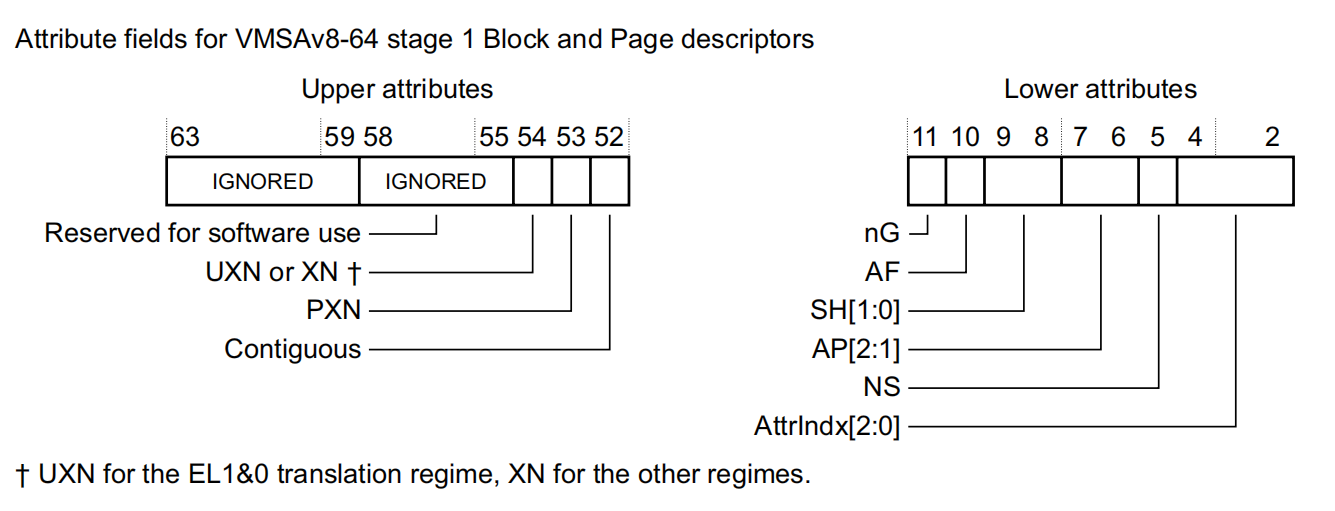 Attribute fields for VMSAv8-64 stage 1 Block and Page descriptors
Upper attributes
63 59 58 55 54 53 52
IGNORED IGNORED
Reserved for software use
UXN or XN †
PXN
Contiguous
Lower attributes
11 10 9 8 7 6 5 4 2
nG
AF
SH[1:0]
AP[2:1]
NS
AttrIndx[2:0]
† UXN for the EL1&0 translation regime, XN for the other regimes.